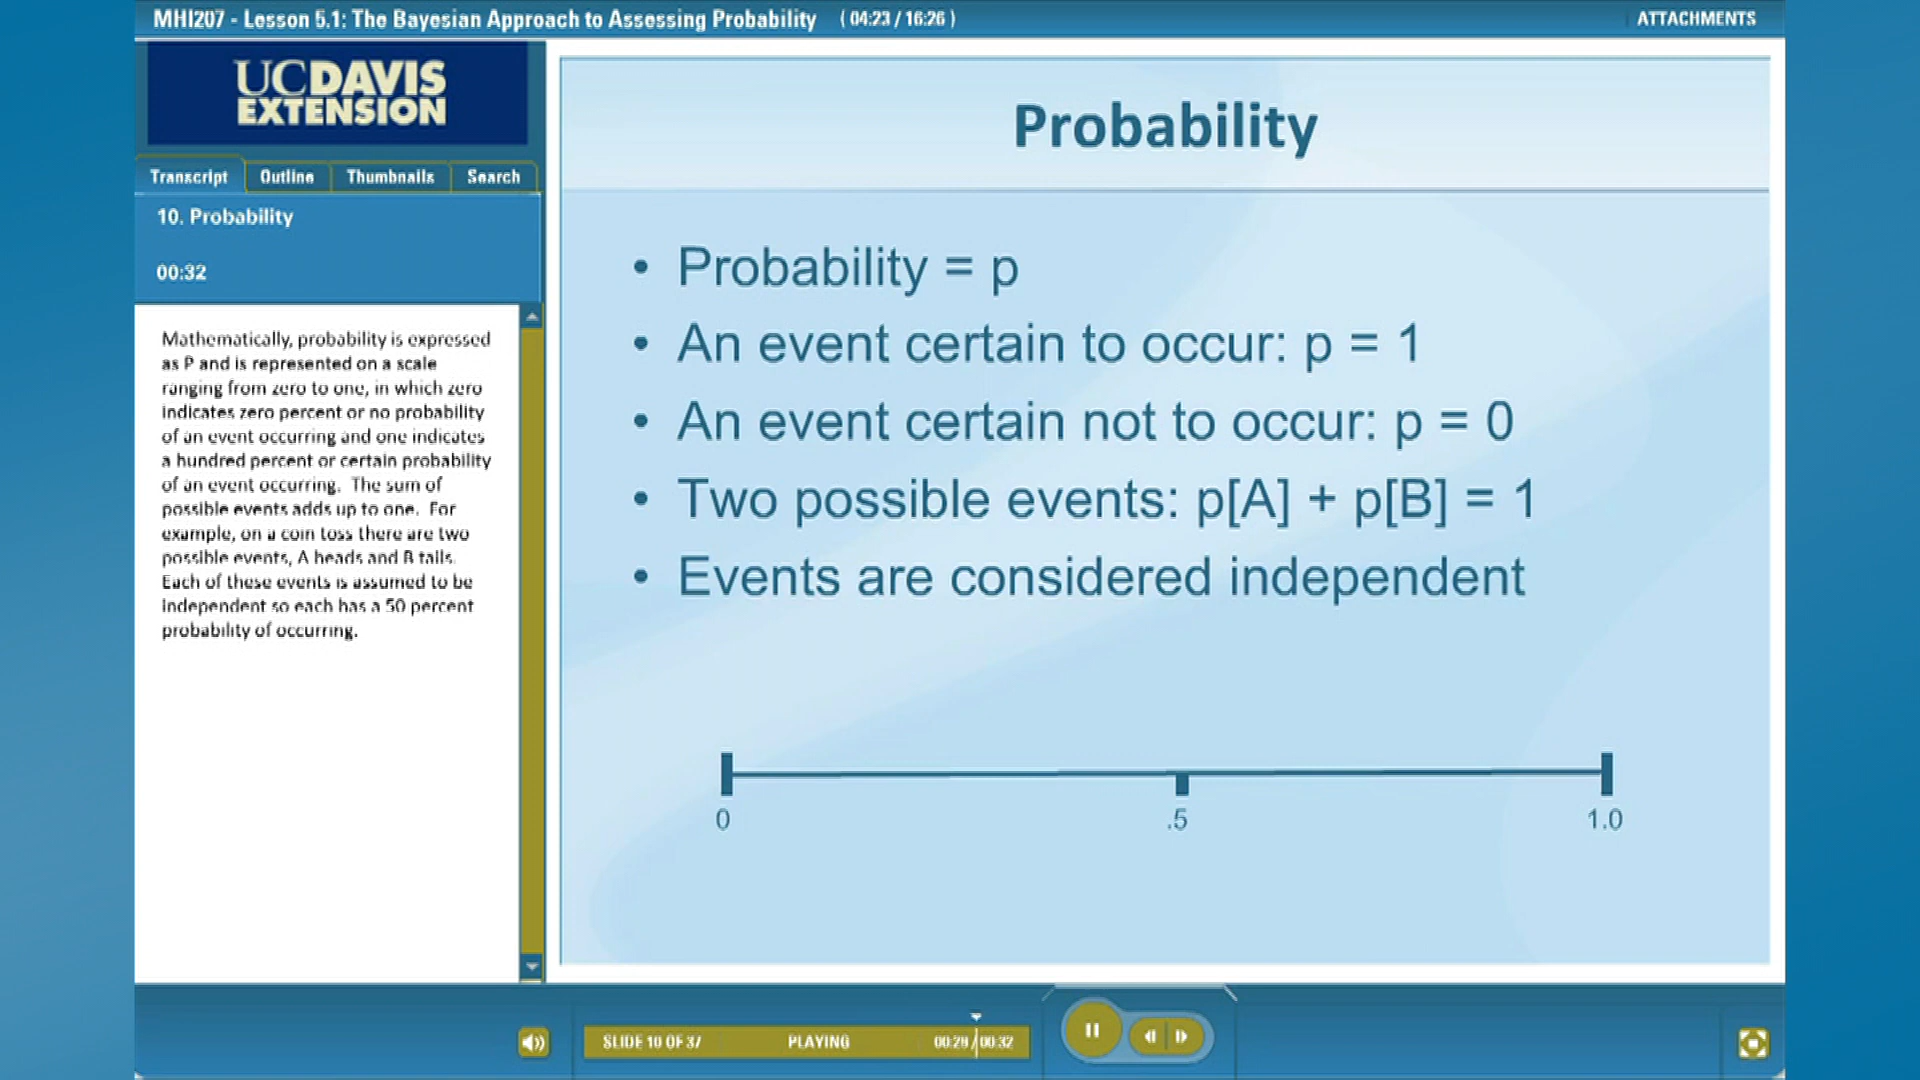 MHI207 - Lesson 5.1: The Bayesian Approach to Assessing Probability ( 04:23 / 16:26 )
ATTACHMENTS
UCDAVIS
EXTENSION
Transcript Outline Thumbnails Search
10. Probability
00:32
Mathematically, probability is expressed
as P and is represented on a scale
ranging from zero to one, in which zero
indicates zero percent or no probability
of an event occurring and one indicates
a hundred percent or certain probability
of an event occurring. The sum of
possible events adds up to one. For
example, on a coin toss there are two
possible events, A heads and B tails.
Each of these events is assumed to be
independent so each has a 50 percent
probability of occurring.
Probability
• Probability = p
• An event certain to occur: p = 1
• An event certain not to occur: p = 0
• Two possible events: p[A] + p[B] = 1
• Events are considered independent
0 .5 1.0
SLIDE 10 OF 37 PLAYING 00:29 / 00:32